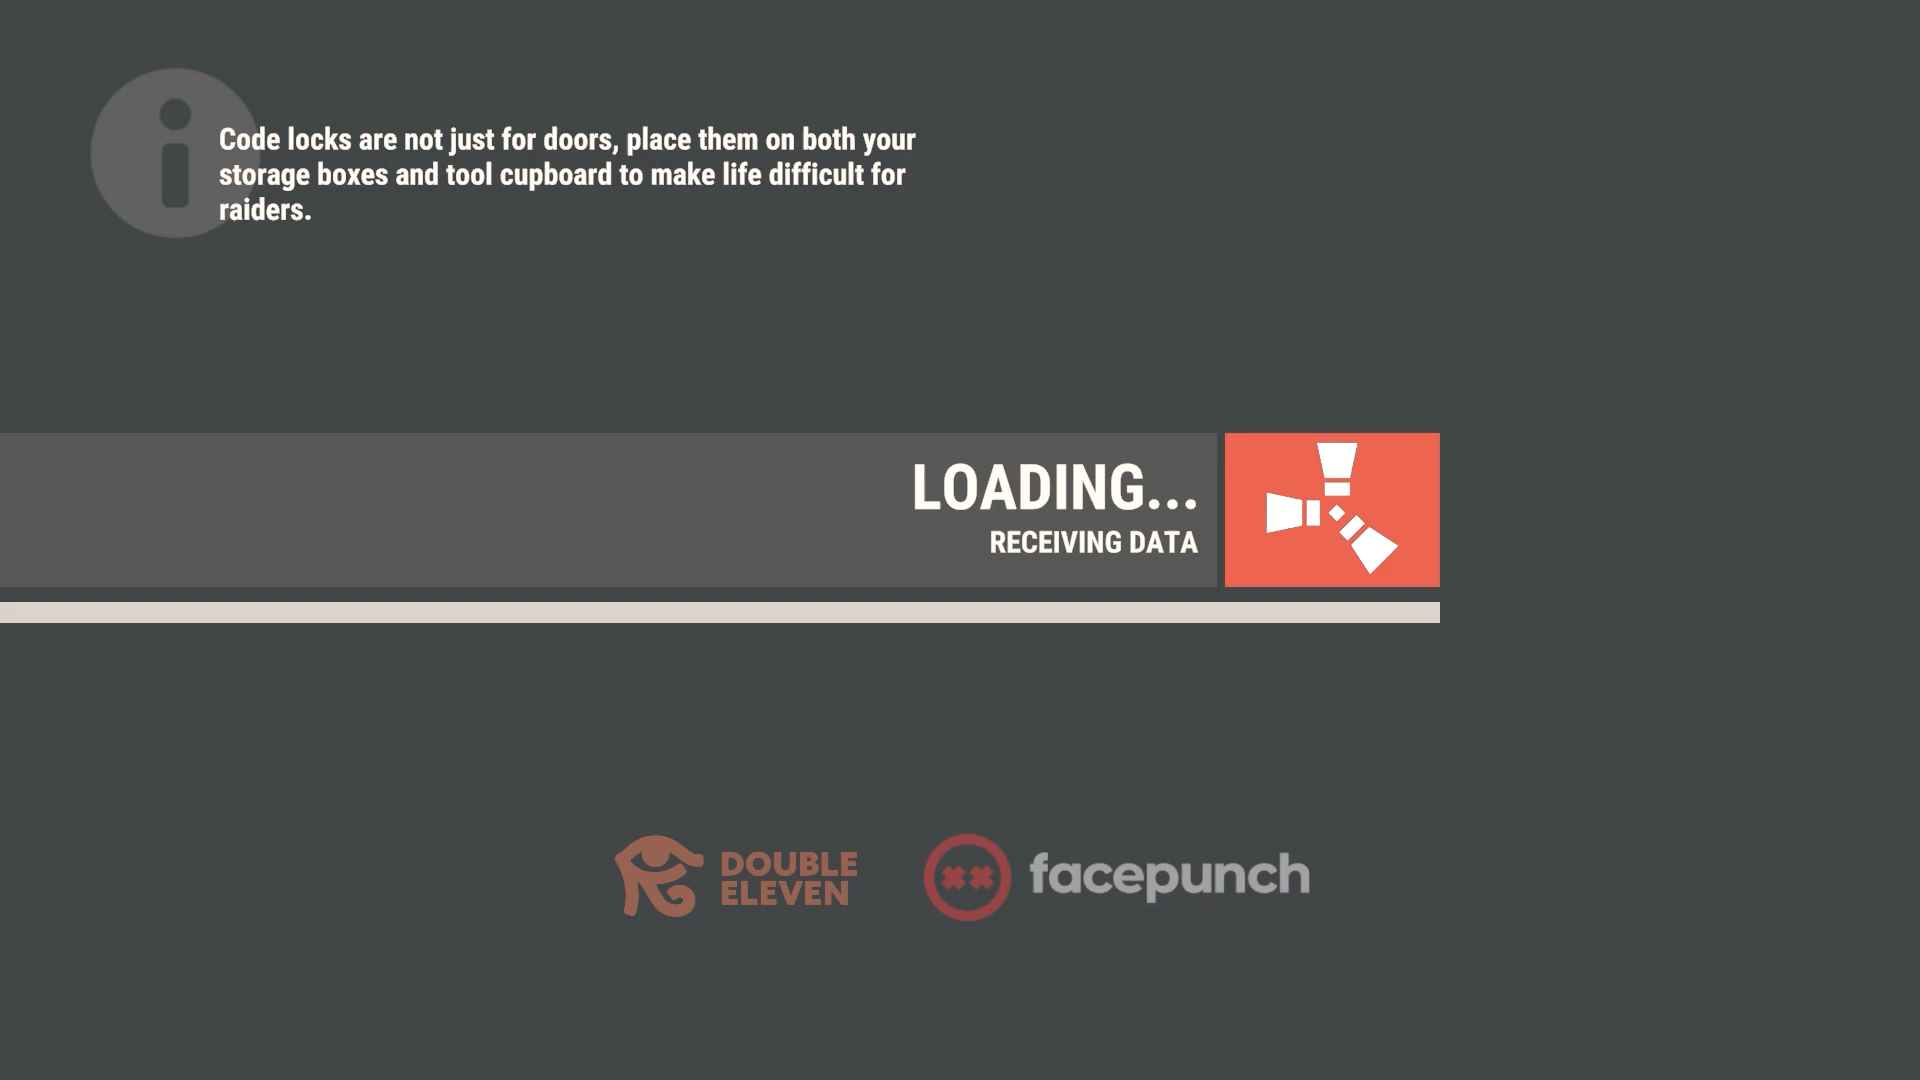 Code locks are not just for doors, place them on both your
storage boxes and tool cupboard to make life difficult for
raiders.
LOADING...
RECEIVING DATA
DOUBLE
ELEVEN
facepunch